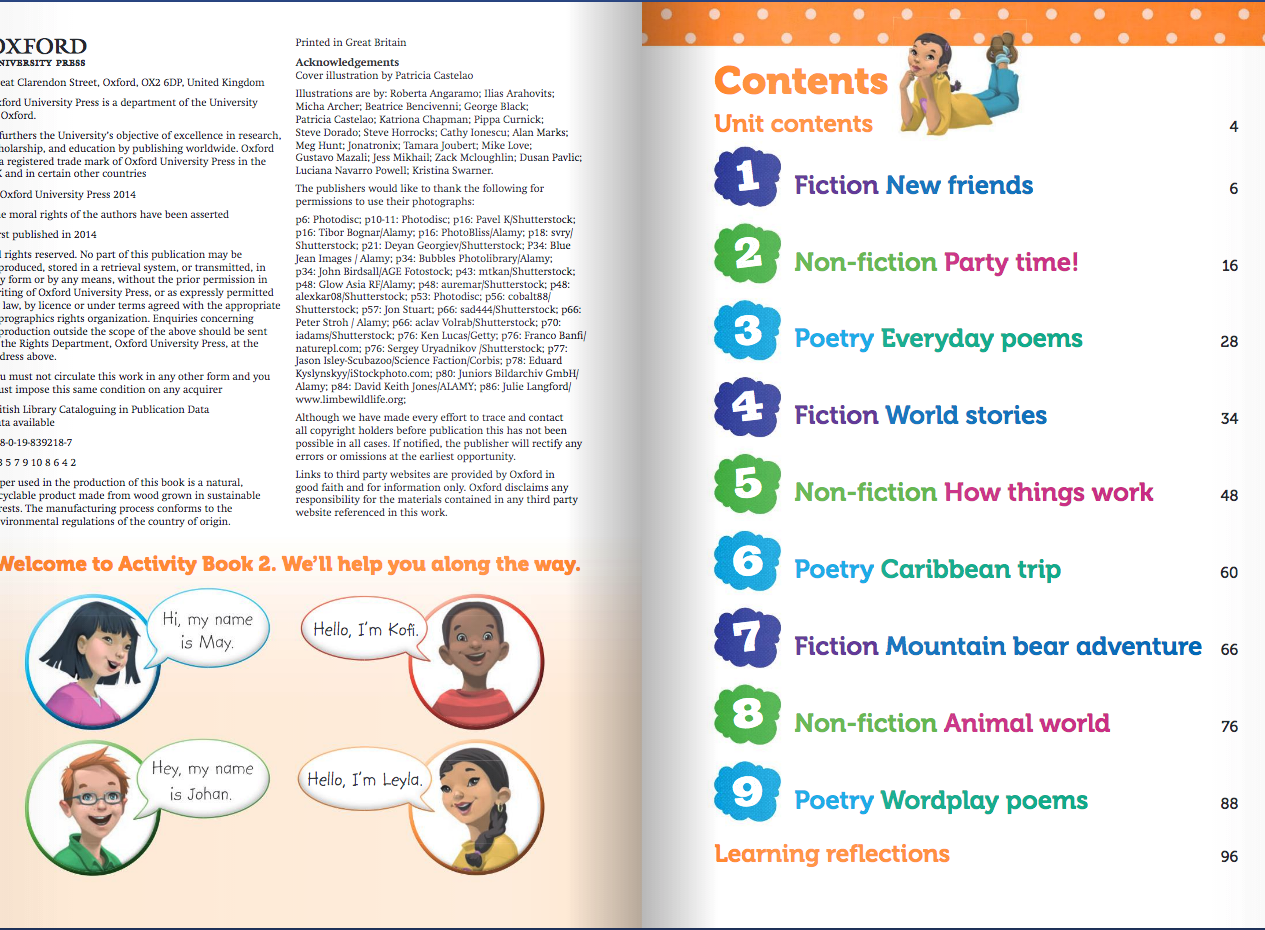 OXFORD
UNIVERSITY PRESS
eat Clarendon Street, Oxford, OX2 6DP, United Kingdom
xford University Press is a department of the University
Oxford.
furthers the University's objective of excellence in research,
holarship, and education by publishing worldwide. Oxford
a registered trade mark of Oxford University Press in the
K and in certain other countries
Oxford University Press 2014
e moral rights of the authors have been asserted
rst published in 2014
l rights reserved. No part of this publication may be
produced, stored in a retrieval system, or transmitted, in
y form or by any means, without the prior permission in
riting of Oxford University Press, or as expressly permitted
law, by licence or under terms agreed with the appropriate
prographics rights organization. Enquiries concerning
production outside the scope of the above should be sent
the Rights Department, Oxford University Press, at the
dress above.
u must not circulate this work in any other form and you
ust impose this same condition on any acquirer
itish Library Cataloguing in Publication Data
ata available
8-0-19-839218-7
3 5 7 9 10 8 6 4 2
per used in the production of this book is a natural,
cyclable product made from wood grown in sustainable
rests. The manufacturing process conforms to the
vironmental regulations of the country of origin.
Printed in Great Britain
Acknowledgements
Cover illustration by Patricia Castelao
Illustrations are by: Roberta Angaramo; Ilias Arahovits;
Micha Archer; Beatrice Bencivenni; George Black;
Patricia Castelao; Katriona Chapman; Pippa Curnick;
Steve Dorado; Steve Horrocks; Cathy Ionescu; Alan Marks;
Meg Hunt; Jonatronix; Tamara Joubert; Mike Love;
Gustavo Mazali; Jess Mikhail; Zack Mcloughlin; Dusan Pavlic;
Luciana Navarro Powell; Kristina Swarner.
The publishers would like to thank the following for
permissions to use their photographs:
p6: Photodisc; p10-11: Photodisc; p16: Pavel K/Shutterstock;
p16: Tibor Bognar/Alamy; p16: PhotoBliss/Alamy; p18: svry/
Shutterstock; p21: Deyan Georgiev/Shutterstock; P34: Blue
Jean Images / Alamy; p34: Bubbles Photolibrary/Alamy;
p34: John Birdsall/AGE Fotostock; p43: mtkan/Shutterstock;
p48: Glow Asia RF/Alamy; p48: auremar/Shutterstock; p48:
alexkar08/Shutterstock; p53: Photodisc; p56: cobalt88/
Shutterstock; p57: Jon Stuart; p66: sad444/Shutterstock; p66:
Peter Stroh / Alamy; p66: aclav Volrab/Shutterstock; p70:
iadams/Shutterstock; p76: Ken Lucas/Getty; p76: Franco Banfi/
naturepl.com; p76: Sergey Uryadnikov /Shutterstock; p77:
Jason Isley-Scubazoo/Science Faction/Corbis; p78: Eduard
Kyslynskyy/iStockphoto.com; p80: Juniors Bildarchiv GmbH/
Alamy; p84: David Keith Jones/ALAMY; p86: Julie Langford/
www.limbewildlife.org;
Although we have made every effort to trace and contact
all copyright holders before publication this has not been
possible in all cases. If notified, the publisher will rectify any
errors or omissions at the earliest opportunity.
Links to third party websites are provided by Oxford in
good faith and for information only. Oxford disclaims any
responsibility for the materials contained in any third party
website referenced in this work.
Welcome to Activity Book 2. We'll help you along the way.
Hi, my name
is May.
Hello, I'm Kofi.
Hey, my name
is Johan.
Hello, I'm Leyla.
Contents
Unit contents 4
1 Fiction New friends 6
2 Non-fiction Party time! 16
3 Poetry Everyday poems 28
4 Fiction World stories 34
5 Non-fiction How things work 48
6 Poetry Caribbean trip 60
7 Fiction Mountain bear adventure 66
8 Non-fiction Animal world 76
9 Poetry Wordplay poems 88
Learning reflections 96